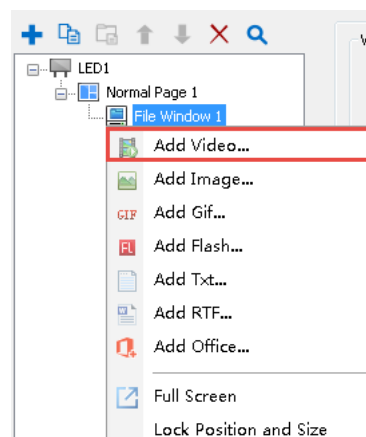 LED1
Normal Page 1
File Window 1
Add Video...
Add Image...
GIF Add Gif...
FL Add Flash...
Add Txt...
Add RTF...
Add Office...
Full Screen
Lock Position and Size